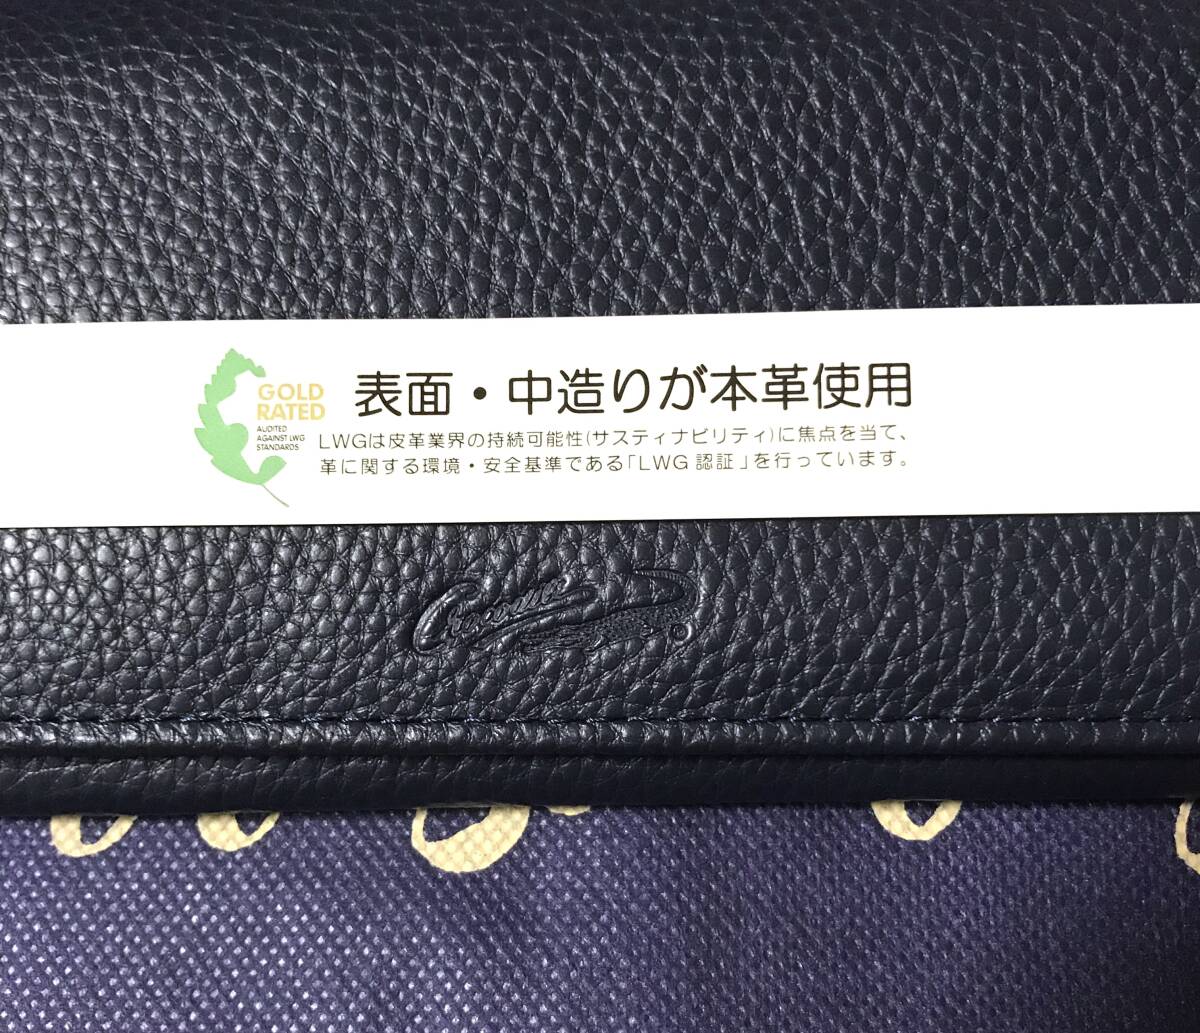 GOLD
RATED
AUDITED
AGAINST LWG
STANDARDS
表面・中造りが本革使用
LWGは皮革業界の持続可能性(サスティナビリティ)に焦点を当て、
革に関する環境・安全基準である「LWG 認証」を行っています。
Crocodile